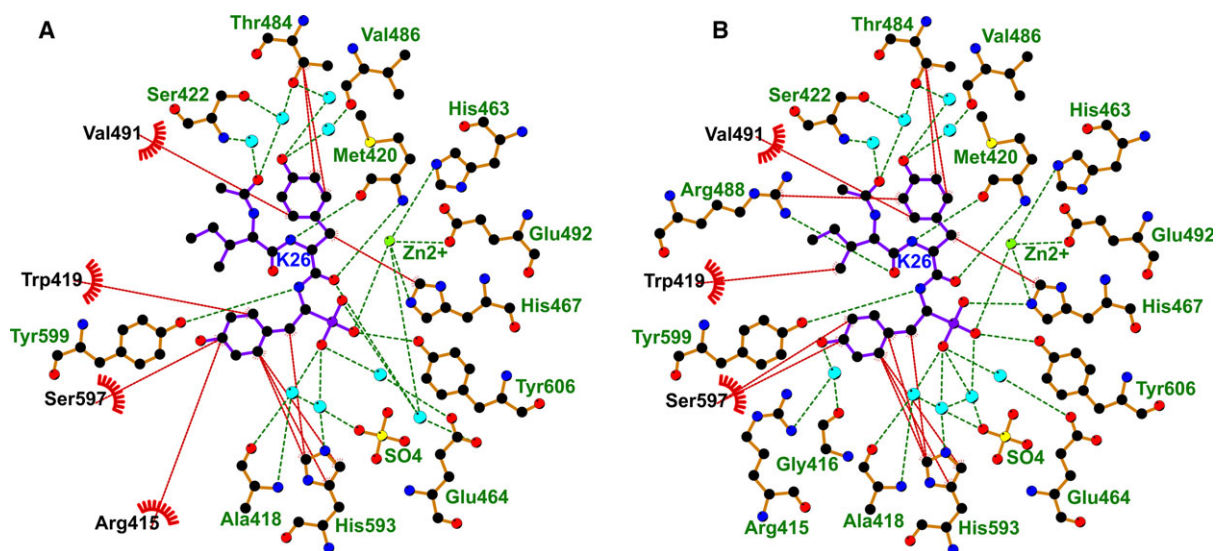 A
Thr484
Val486
Ser422
His463
Val491
Met420
Glu492
Zn2+
K26
Trp419
His467
Tyr599
Ser597
Tyr606
SO4
Arg415
Ala418
His593
Glu464
B
Thr484
Val486
Ser422
His463
Val491
Met420
Arg488
Glu492
Zn2+
K26
Trp419
His467
Tyr599
Ser597
Tyr606
Gly416
SO4
Arg415
Ala418
His593
Glu464